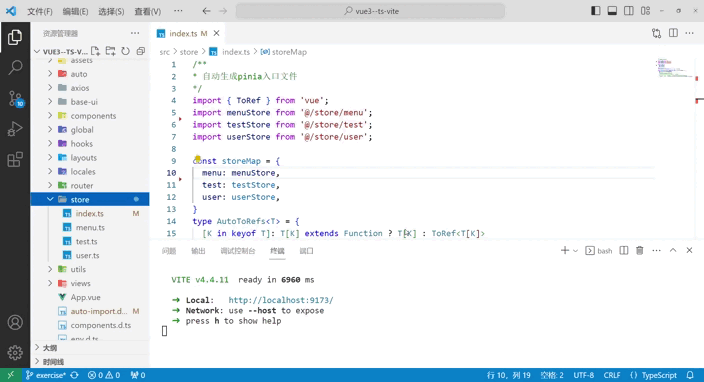 文件(F) 编辑(E) 选择(S) 查看(V) ··· vue3--ts-vite
资源管理器
VUE3--TS-V...
assets
auto
axios
base-ui
components
global
hooks
layouts
locales
router
store
index.ts M
menu.ts
test.ts
user.ts
utils
views
App.vue
auto-import.d... M
components.d.ts
env.d.ts
大纲
时间线
index.ts M
src > store > index.ts > storeMap
1 /**
2 * 自动生成pinia入口文件
3 */
4 import { ToRef } from 'vue';
5 import menuStore from '@/store/menu';
6 import testStore from '@/store/test';
7 import userStore from '@/store/user';
8
9 const storeMap = {
10 menu: menuStore,
11 test: testStore,
12 user: userStore,
13 }
14 type AutoToRefs<T> = {
15 [K in keyof T]: T[K] extends Function ? T[K] : ToRef<T[K]>
问题 输出 调试控制台 终端 端口 bash
VITE v4.4.11 ready in 6960 ms
➜ Local: http://localhost:9173/
➜ Network: use --host to expose
➜ press h to show help
10
exercise* 0 0 0 行 10，列 19 空格: 2 UTF-8 CRLF {} TypeScript